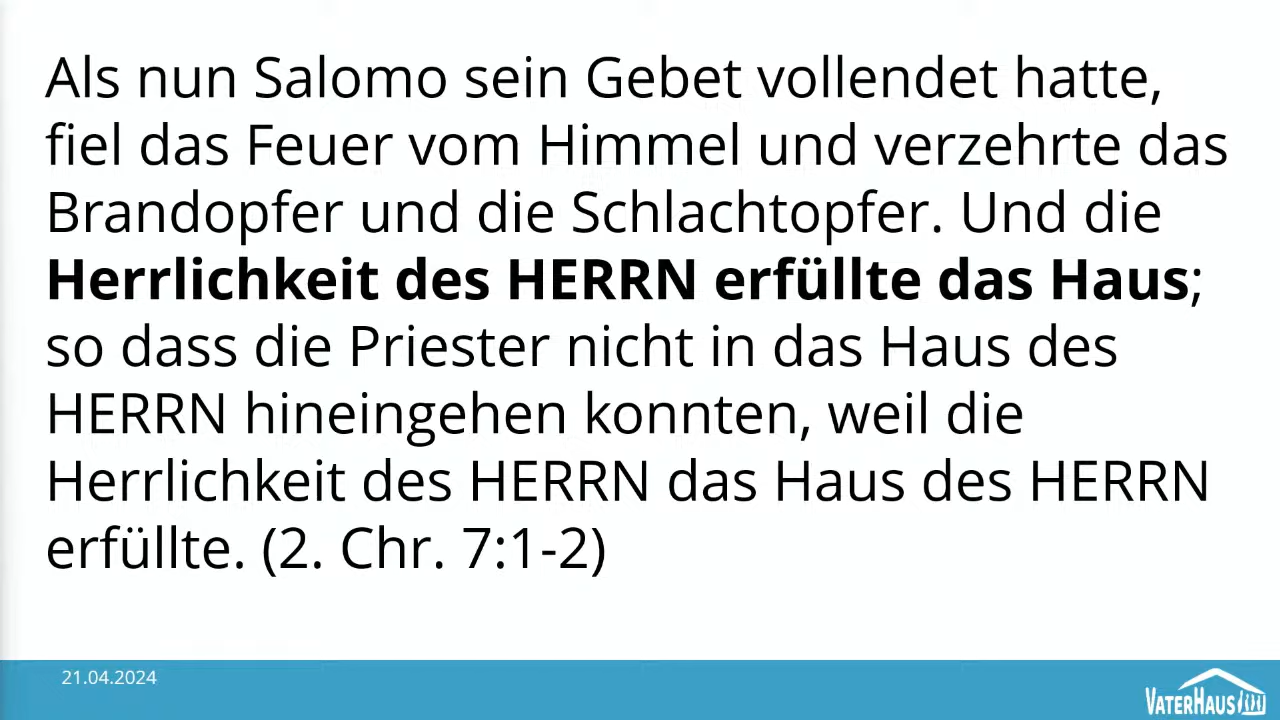 Als nun Salomo sein Gebet vollendet hatte,
fiel das Feuer vom Himmel und verzehrte das
Brandopfer und die Schlachtopfer. Und die
Herrlichkeit des HERRN erfüllte das Haus;
so dass die Priester nicht in das Haus des
HERRN hineingehen konnten, weil die
Herrlichkeit des HERRN das Haus des HERRN
erfüllte. (2. Chr. 7:1-2)
21.04.2024
VATERHAUS